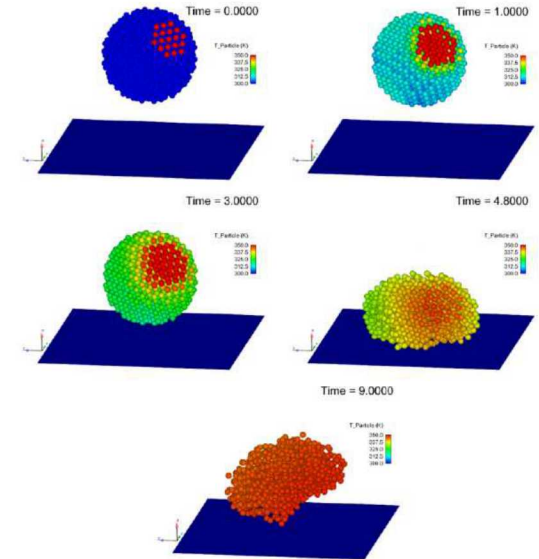 Time = 0.0000
T_Particle (K)
350.0
337.5
325.0
312.5
300.0
Time = 1.0000
T_Particle (K)
350.0
337.5
325.0
312.5
300.0
Time = 3.0000
T_Particle (K)
350.0
337.5
325.0
312.5
300.0
Time = 4.8000
T_Particle (K)
350.0
337.5
325.0
312.5
300.0
Time = 9.0000
T_Particle (K)
350.0
337.5
325.0
312.5
300.0